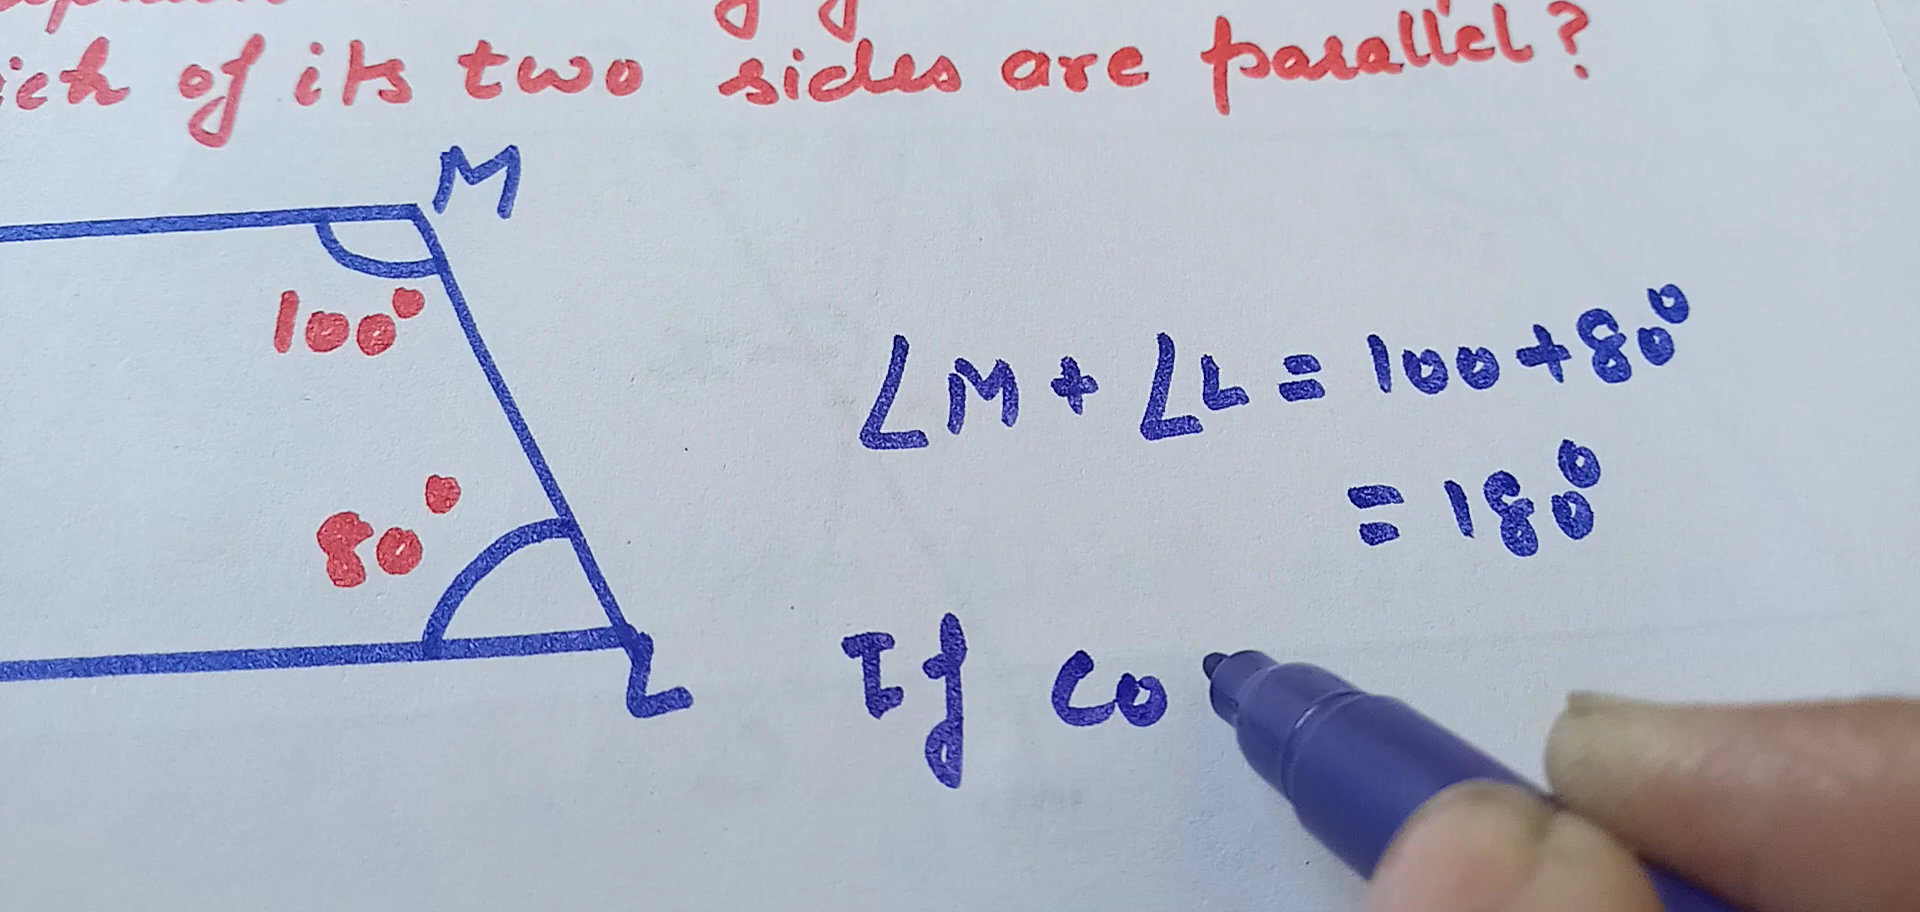 of its two sides are parallel?
M
100°
∠M + ∠L = 100 + 80°
= 180°
80°
L
If co